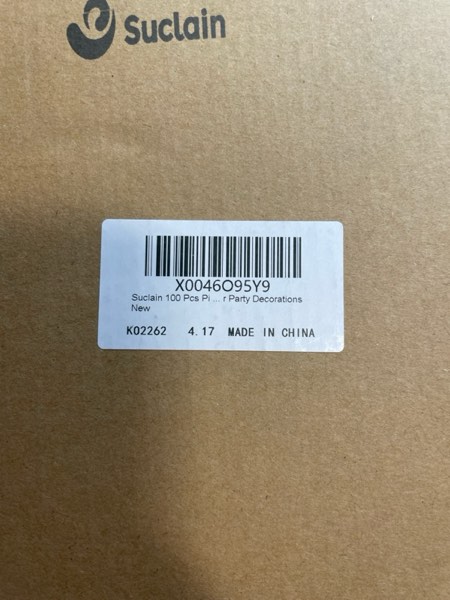 Suclain
X0046O95Y9
Suclain 100 Pcs Pi ... r Party Decorations
New
K02262 4.17 MADE IN CHINA